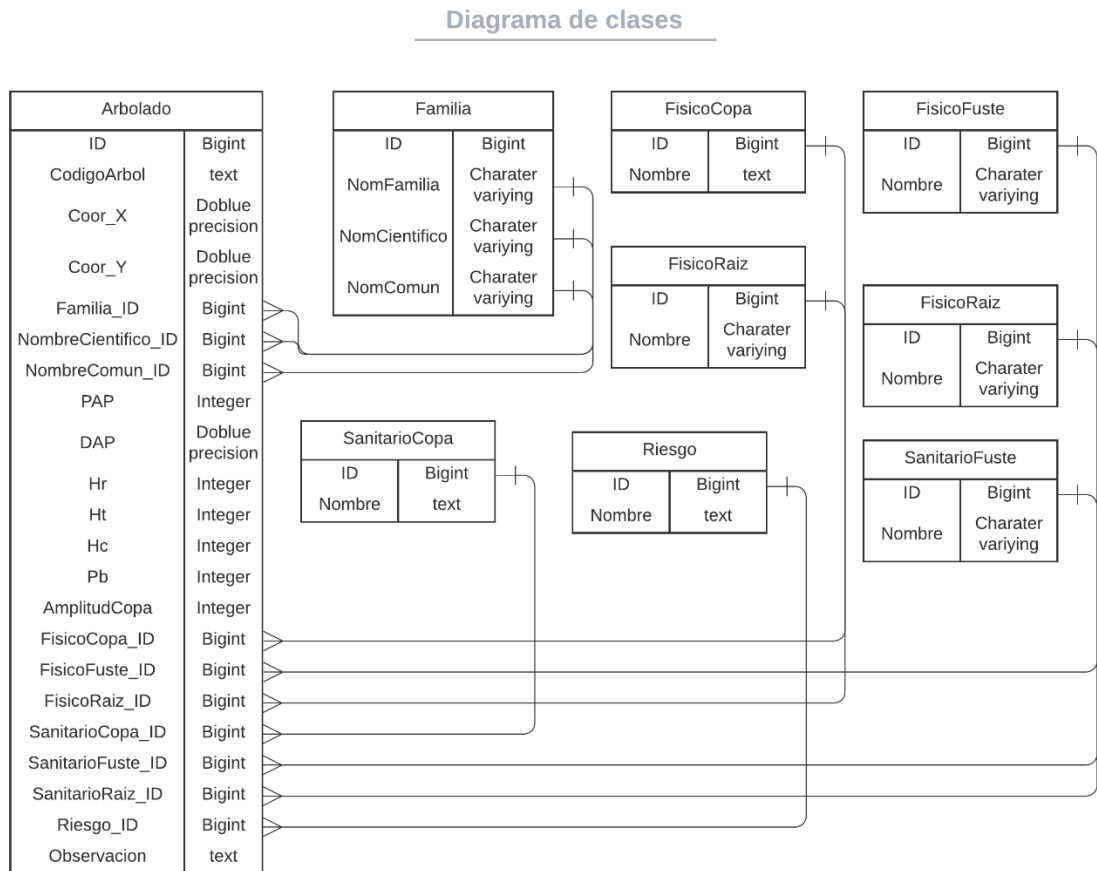 Diagrama de clases
Arbolado
ID Bigint
CodigoArbol text
Coor_X Doblue
precision
Coor_Y Doblue
precision
Familia_ID Bigint
NombreCientifico_ID Bigint
NombreComun_ID Bigint
PAP Integer
DAP Doblue
precision
Hr Integer
Ht Integer
Hc Integer
Pb Integer
AmplitudCopa Integer
FisicoCopa_ID Bigint
FisicoFuste_ID Bigint
FisicoRaiz_ID Bigint
SanitarioCopa_ID Bigint
SanitarioFuste_ID Bigint
SanitarioRaiz_ID Bigint
Riesgo_ID Bigint
Observacion text
Familia
ID Bigint
NomFamilia Charater
variying
NomCientifico Charater
variying
NomComun Charater
variying
FisicoCopa
ID Bigint
Nombre text
FisicoFuste
ID Bigint
Nombre Charater
variying
FisicoRaiz
ID Bigint
Nombre Charater
variying
FisicoRaiz
ID Bigint
Nombre Charater
variying
SanitarioCopa
ID Bigint
Nombre text
Riesgo
ID Bigint
Nombre text
SanitarioFuste
ID Bigint
Nombre Charater
variying